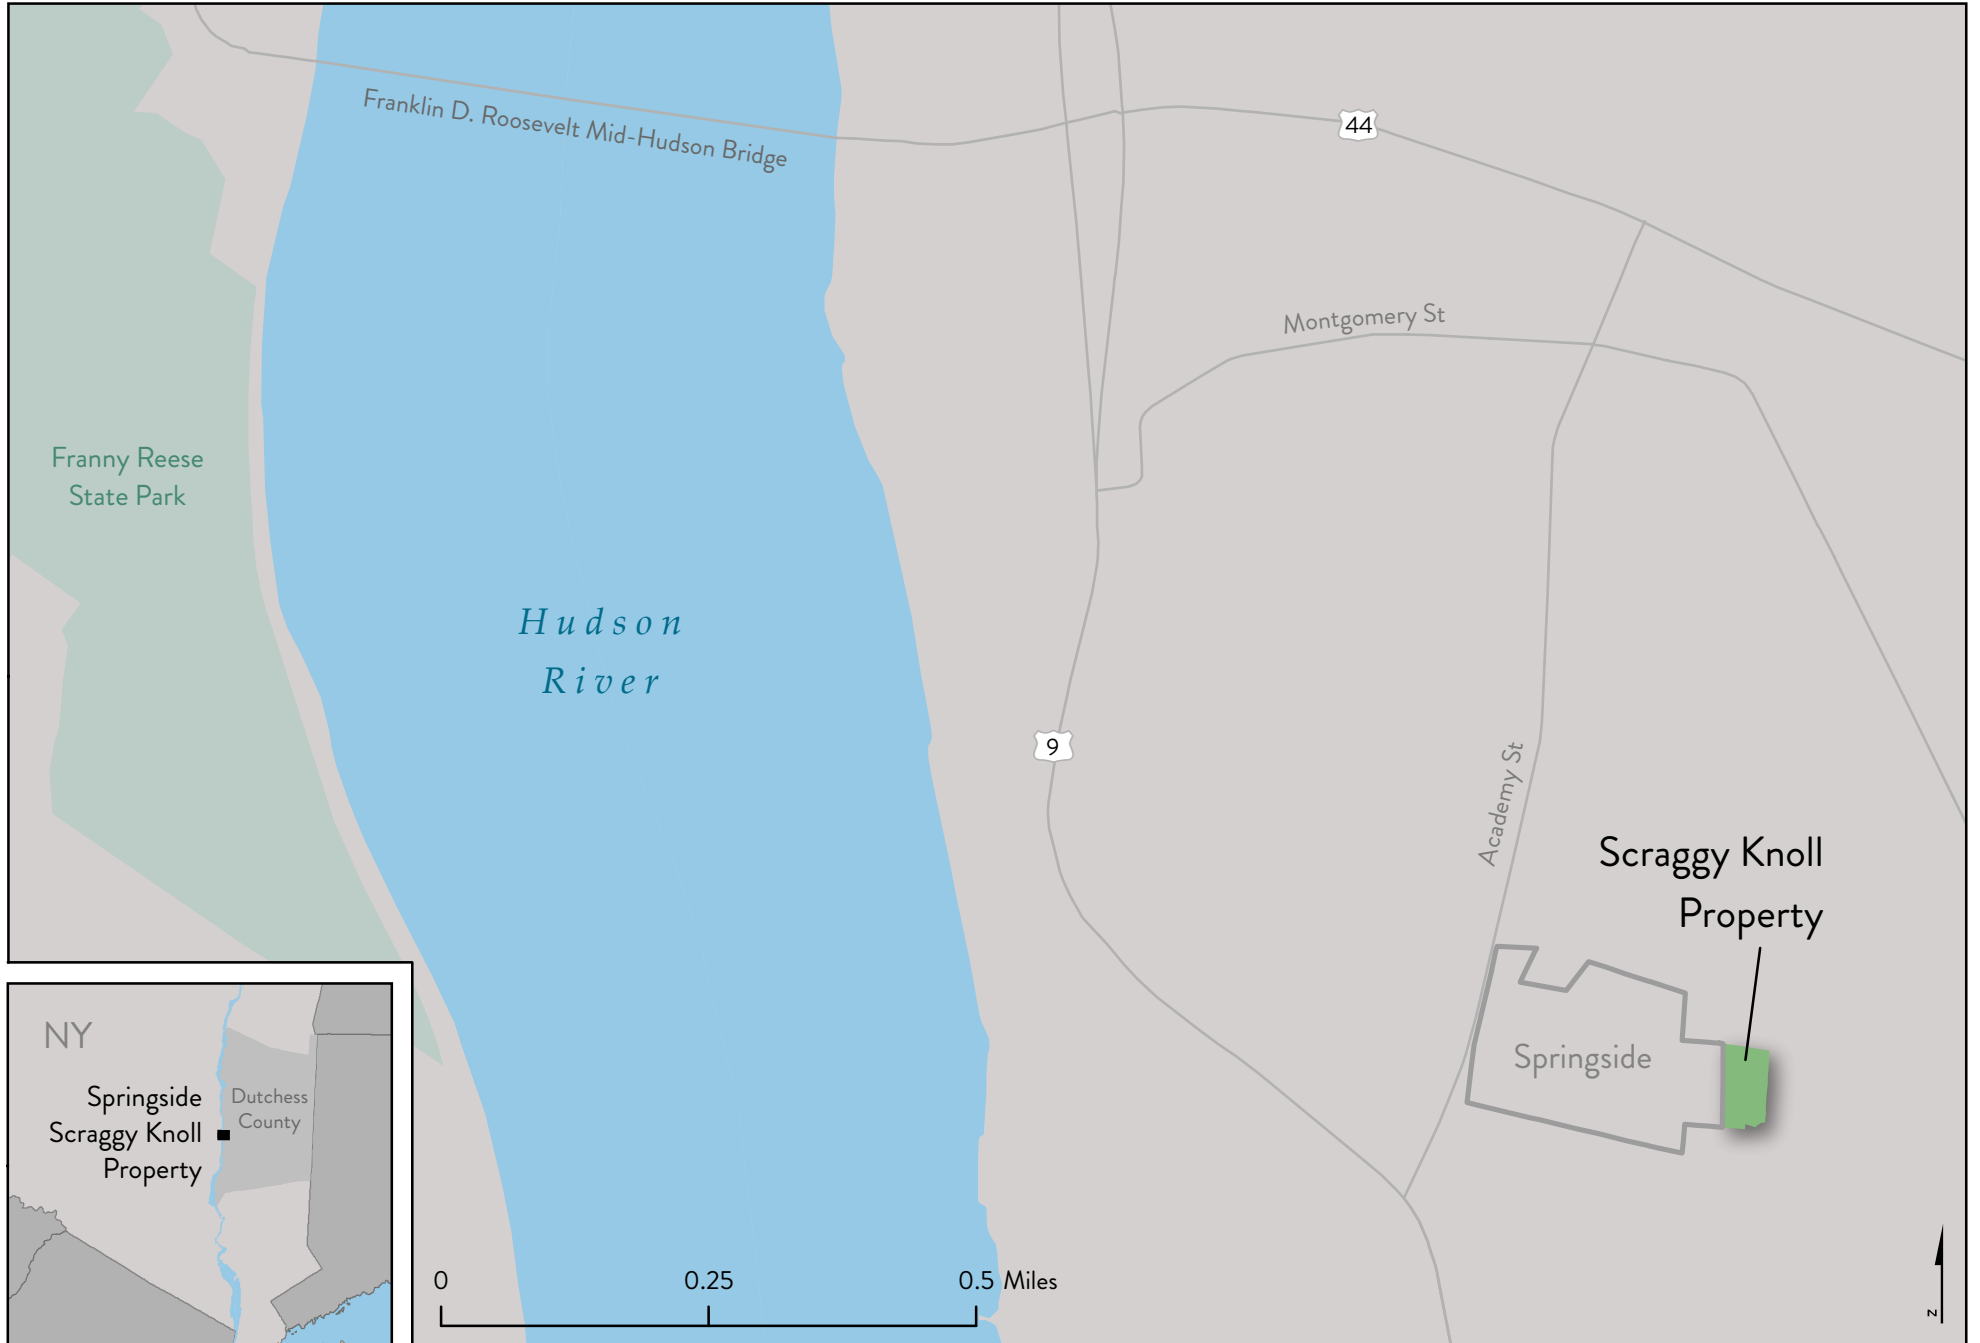 Franklin D. Roosevelt Mid-Hudson Bridge
44
Montgomery St
Franny Reese
State Park
Hudson
River
9
Academy St
Scraggy Knoll
Property
Springside
NY
Springside
Scraggy Knoll
Property
Dutchess
County
0
0.25
0.5 Miles
N